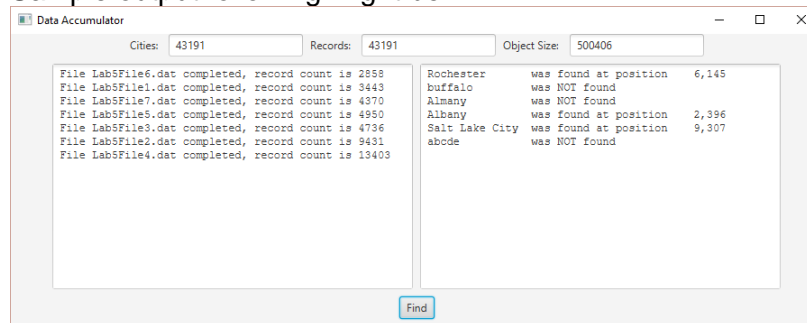 Data Accumulator
Cities: 43191 Records: 43191 Object Size: 500406
File Lab5File6.dat completed, record count is 2858
File Lab5File1.dat completed, record count is 3443
File Lab5File7.dat completed, record count is 4370
File Lab5File5.dat completed, record count is 4950
File Lab5File3.dat completed, record count is 4736
File Lab5File2.dat completed, record count is 9431
File Lab5File4.dat completed, record count is 13403
Rochester was found at position 6,145
buffalo was NOT found
Almany was NOT found
Albany was found at position 2,396
Salt Lake City was found at position 9,307
abcde was NOT found
Find